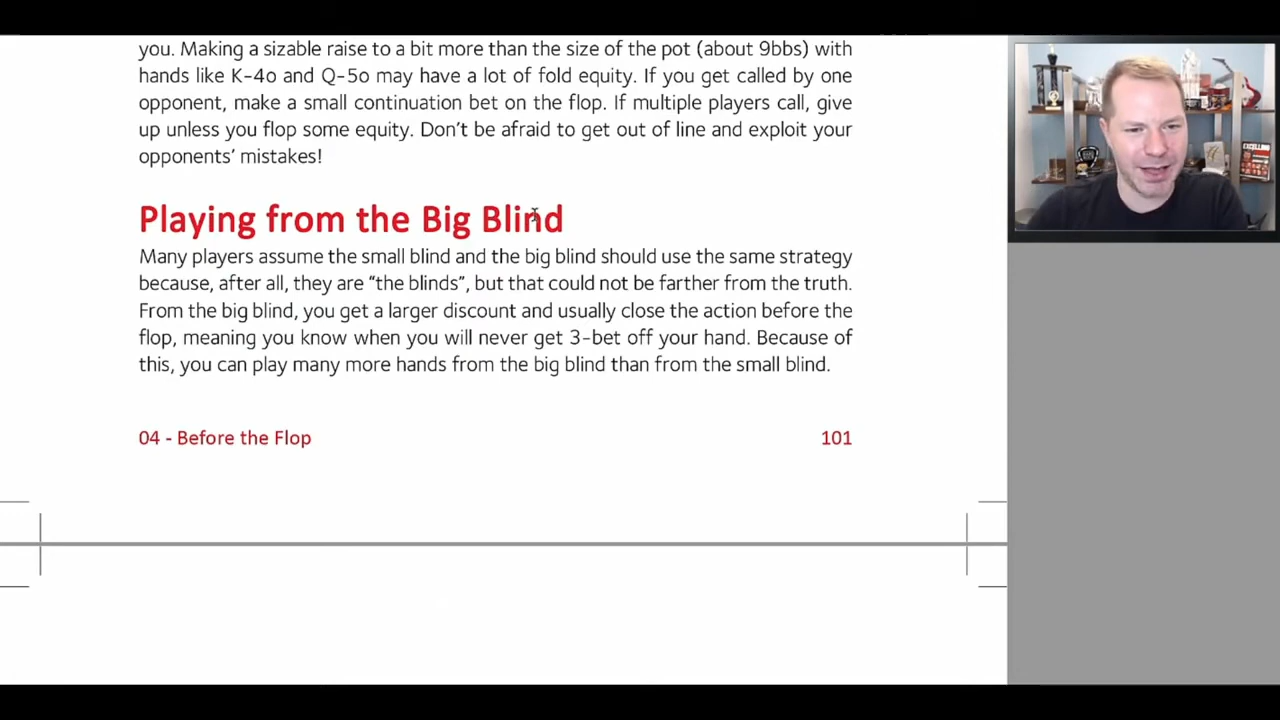 you. Making a sizable raise to a bit more than the size of the pot (about 9bbs) with
hands like K-4o and Q-5o may have a lot of fold equity. If you get called by one
opponent, make a small continuation bet on the flop. If multiple players call, give
up unless you flop some equity. Don't be afraid to get out of line and exploit your
opponents' mistakes!
Playing from the Big Blind
Many players assume the small blind and the big blind should use the same strategy
because, after all, they are “the blinds”, but that could not be farther from the truth.
From the big blind, you get a larger discount and usually close the action before the
flop, meaning you know when you will never get 3-bet off your hand. Because of
this, you can play many more hands from the big blind than from the small blind.
04 - Before the Flop
101
EXCELLING